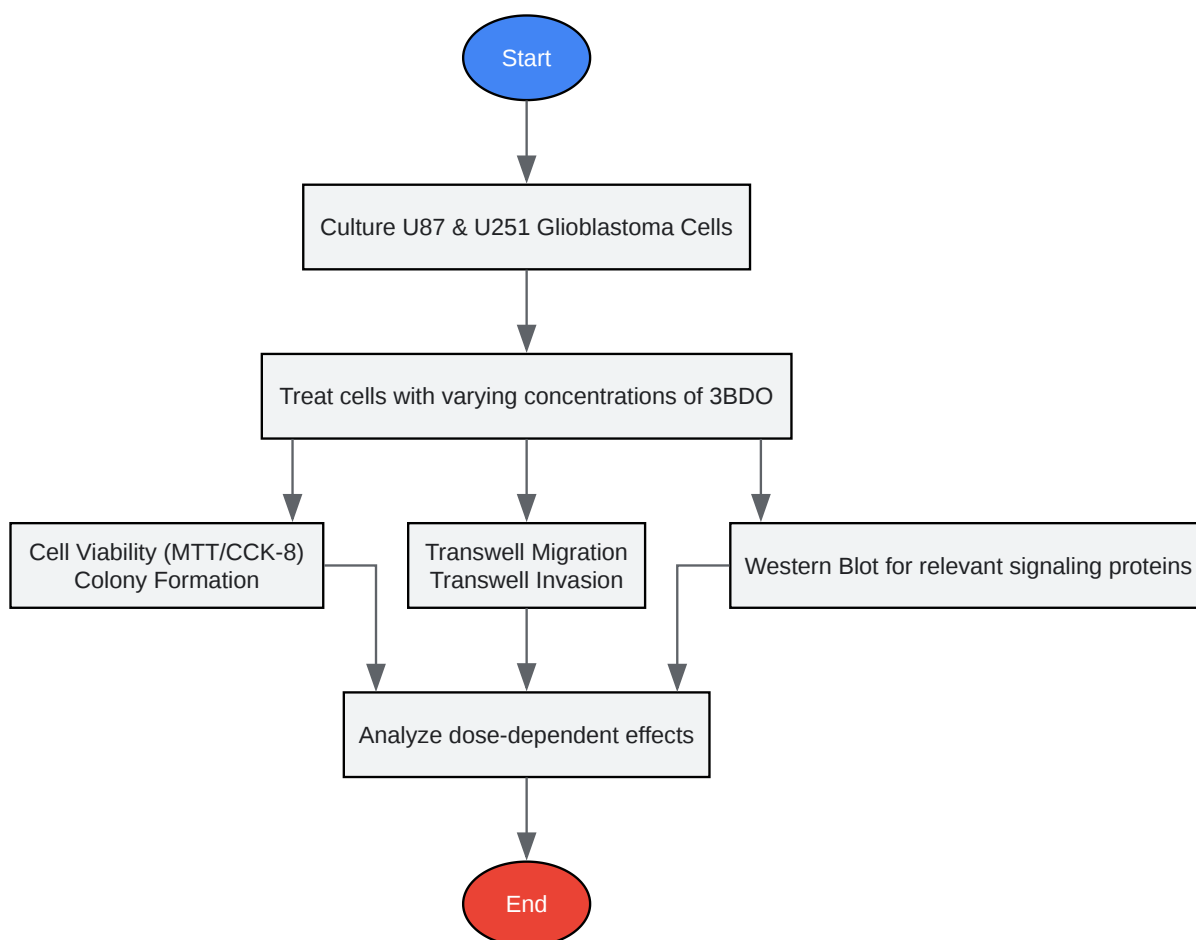 Start
Culture U87 & U251 Glioblastoma Cells
Treat cells with varying concentrations of 3BDO
Cell Viability (MTT/CCK-8)
Colony Formation
Transwell Migration
Transwell Invasion
Western Blot for relevant signaling proteins
Analyze dose-dependent effects
End